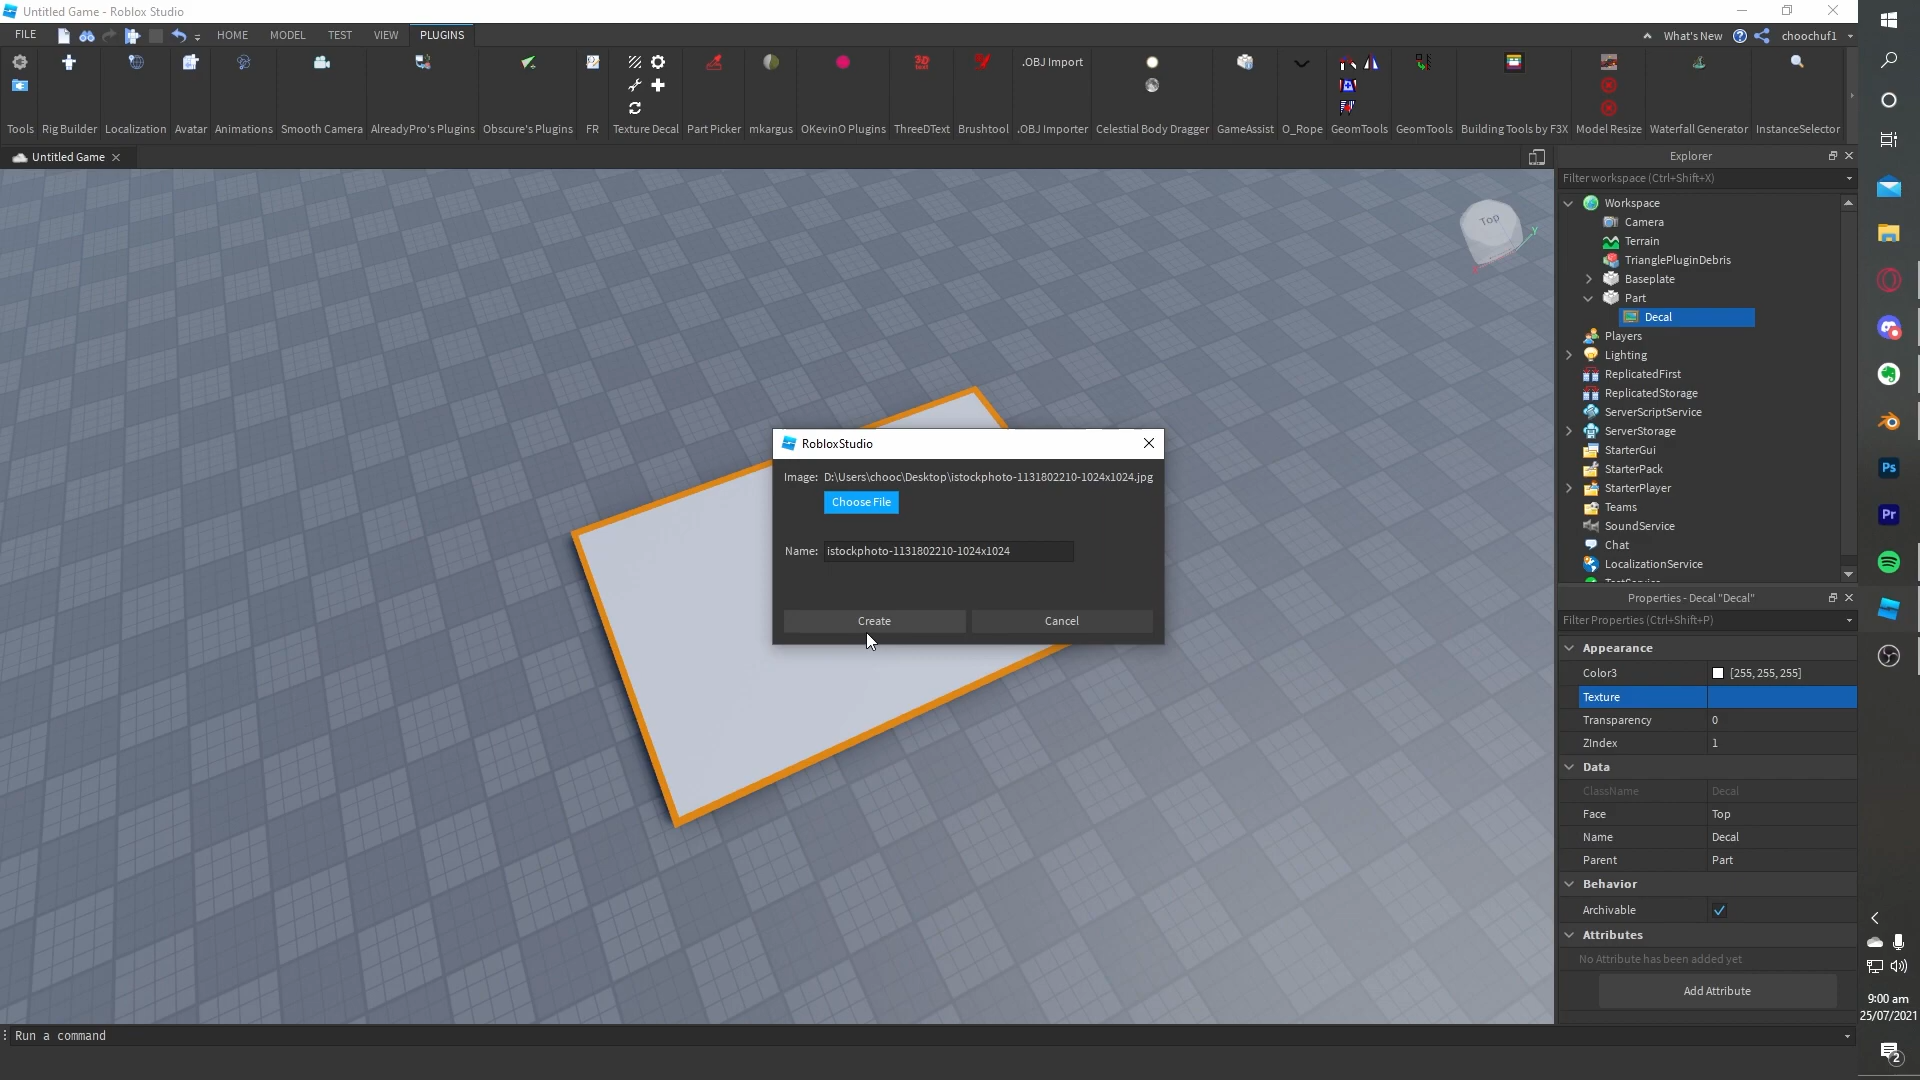 Untitled Game - Roblox Studio
FILE HOME MODEL TEST VIEW PLUGINS What's New choochuf1
3D text .OBJ Import
Tools Rig Builder Localization Avatar Animations Smooth Camera AlreadyPro's Plugins Obscure's Plugins FR Texture Decal Part Picker mkargus OKevinO Plugins ThreeDText Brushtool .OBJ Importer Celestial Body Dragger GameAssist O_Rope GeomTools GeomTools Building Tools by F3X Model Resize Waterfall Generator InstanceSelector
Untitled Game
Explorer
Filter workspace (Ctrl+Shift+X)
Workspace
Camera
Terrain
TrianglePluginDebris
Baseplate
Part
Decal
Players
Lighting
ReplicatedFirst
ReplicatedStorage
ServerScriptService
ServerStorage
StarterGui
StarterPack
StarterPlayer
Teams
SoundService
Chat
LocalizationService
Top
Y
RobloxStudio
Image: D:\Users\chooc\Desktop\istockphoto-1131802210-1024x1024.jpg
Choose File
Name: istockphoto-1131802210-1024x1024
Create Cancel
Properties - Decal "Decal"
Filter Properties (Ctrl+Shift+P)
Appearance
Color3 [255, 255, 255]
Texture
Transparency 0
ZIndex 1
Data
ClassName Decal
Face Top
Name Decal
Parent Part
Behavior
Archivable
Attributes
No Attribute has been added yet
Add Attribute
Run a command
Ps
Pr
9:00 am
25/07/2021
2